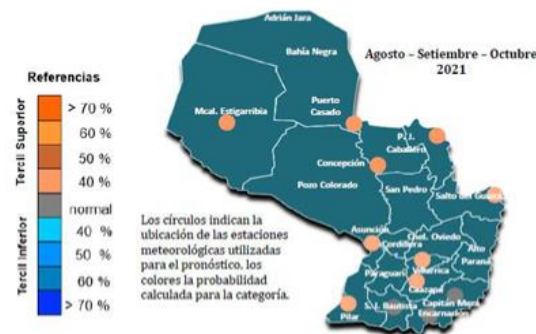 Adrián Jara
Bahía Negra
Agosto – Setiembre – Octubre
2021
Referencias
Tercil Superior
> 70 %
60 %
50 %
40 %
normal
Tercil Inferior
40 %
50 %
60 %
> 70 %
Mcal. Estigarribia
Puerto
Casado
P. J.
Caballero
Concepción
Pozo Colorado
San Pedro
Salto del Guairá
Los círculos indican la
ubicación de las estaciones
meteorológicas utilizadas
para el pronóstico, los
colores la probabilidad
calculada para la categoría.
Asunción
Cordillera
Cnel. Oviedo
Alto
Paraná
Paraguarí
Villarrica
Caazapá
S. J. Bautista
Capitán Meza
Encarnación
Pilar